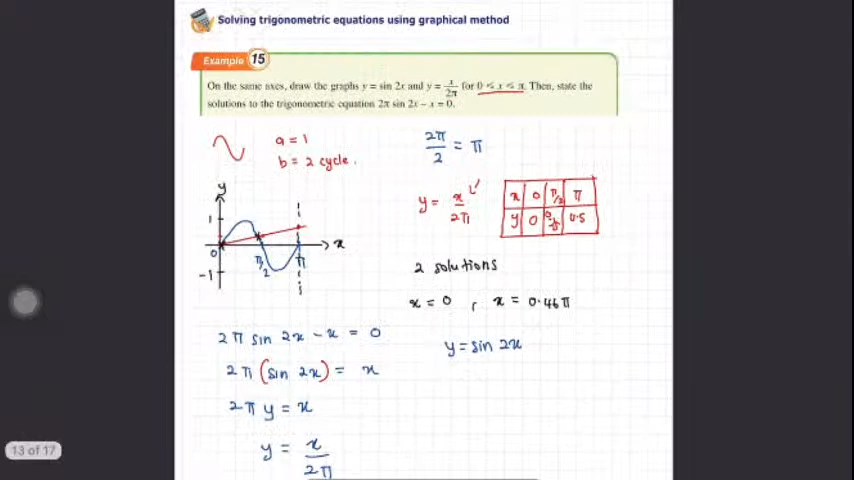 Solving trigonometric equations using graphical method
Example 15
On the same axes, draw the graphs y = sin 2x and y = x/2π for 0 ≤ x ≤ π. Then, state the
solutions to the trigonometric equation 2π sin 2x – x = 0.
a = 1
b = 2 cycle.
2π/2 = π
y = x/2π
x 0 π/2 π
y 0 0.5
y
1
0
π/2
π
x
-1
2 solutions
x = 0 , x = 0.46π
2π sin 2x - x = 0
y = sin 2x
2π (sin 2x) = x
2π y = x
y = x/2π
13 of 17